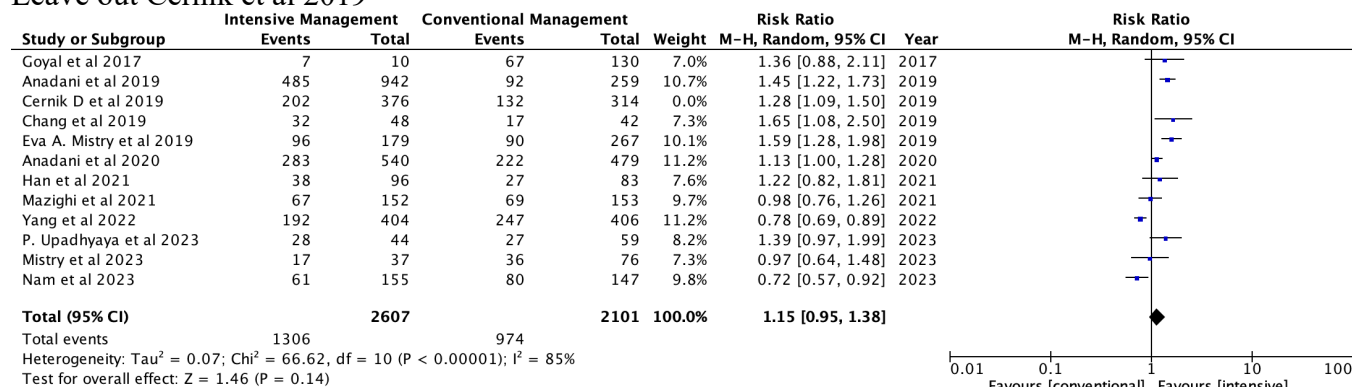 Leave out Cernik et al 2019
Intensive Management Conventional Management Risk Ratio Risk Ratio
Study or Subgroup Events Total Events Total Weight M-H, Random, 95% CI Year M-H, Random, 95% CI
Goyal et al 2017 7 10 67 130 7.0% 1.36 [0.88, 2.11] 2017
Anadani et al 2019 485 942 92 259 10.7% 1.45 [1.22, 1.73] 2019
Cernik D et al 2019 202 376 132 314 0.0% 1.28 [1.09, 1.50] 2019
Chang et al 2019 32 48 17 42 7.3% 1.65 [1.08, 2.50] 2019
Eva A. Mistry et al 2019 96 179 90 267 10.1% 1.59 [1.28, 1.98] 2019
Anadani et al 2020 283 540 222 479 11.2% 1.13 [1.00, 1.28] 2020
Han et al 2021 38 96 27 83 7.6% 1.22 [0.82, 1.81] 2021
Mazighi et al 2021 67 152 69 153 9.7% 0.98 [0.76, 1.26] 2021
Yang et al 2022 192 404 247 406 11.2% 0.78 [0.69, 0.89] 2022
P. Upadhyaya et al 2023 28 44 27 59 8.2% 1.39 [0.97, 1.99] 2023
Mistry et al 2023 17 37 36 76 7.3% 0.97 [0.64, 1.48] 2023
Nam et al 2023 61 155 80 147 9.8% 0.72 [0.57, 0.92] 2023
Total (95% CI) 2607 2101 100.0% 1.15 [0.95, 1.38]
Total events 1306 974
Heterogeneity: Tau² = 0.07; Chi² = 66.62, df = 10 (P < 0.00001); I² = 85%
Test for overall effect: Z = 1.46 (P = 0.14)
0.01 0.1 1 10 100
Favours [conventional] Favours [intensive]